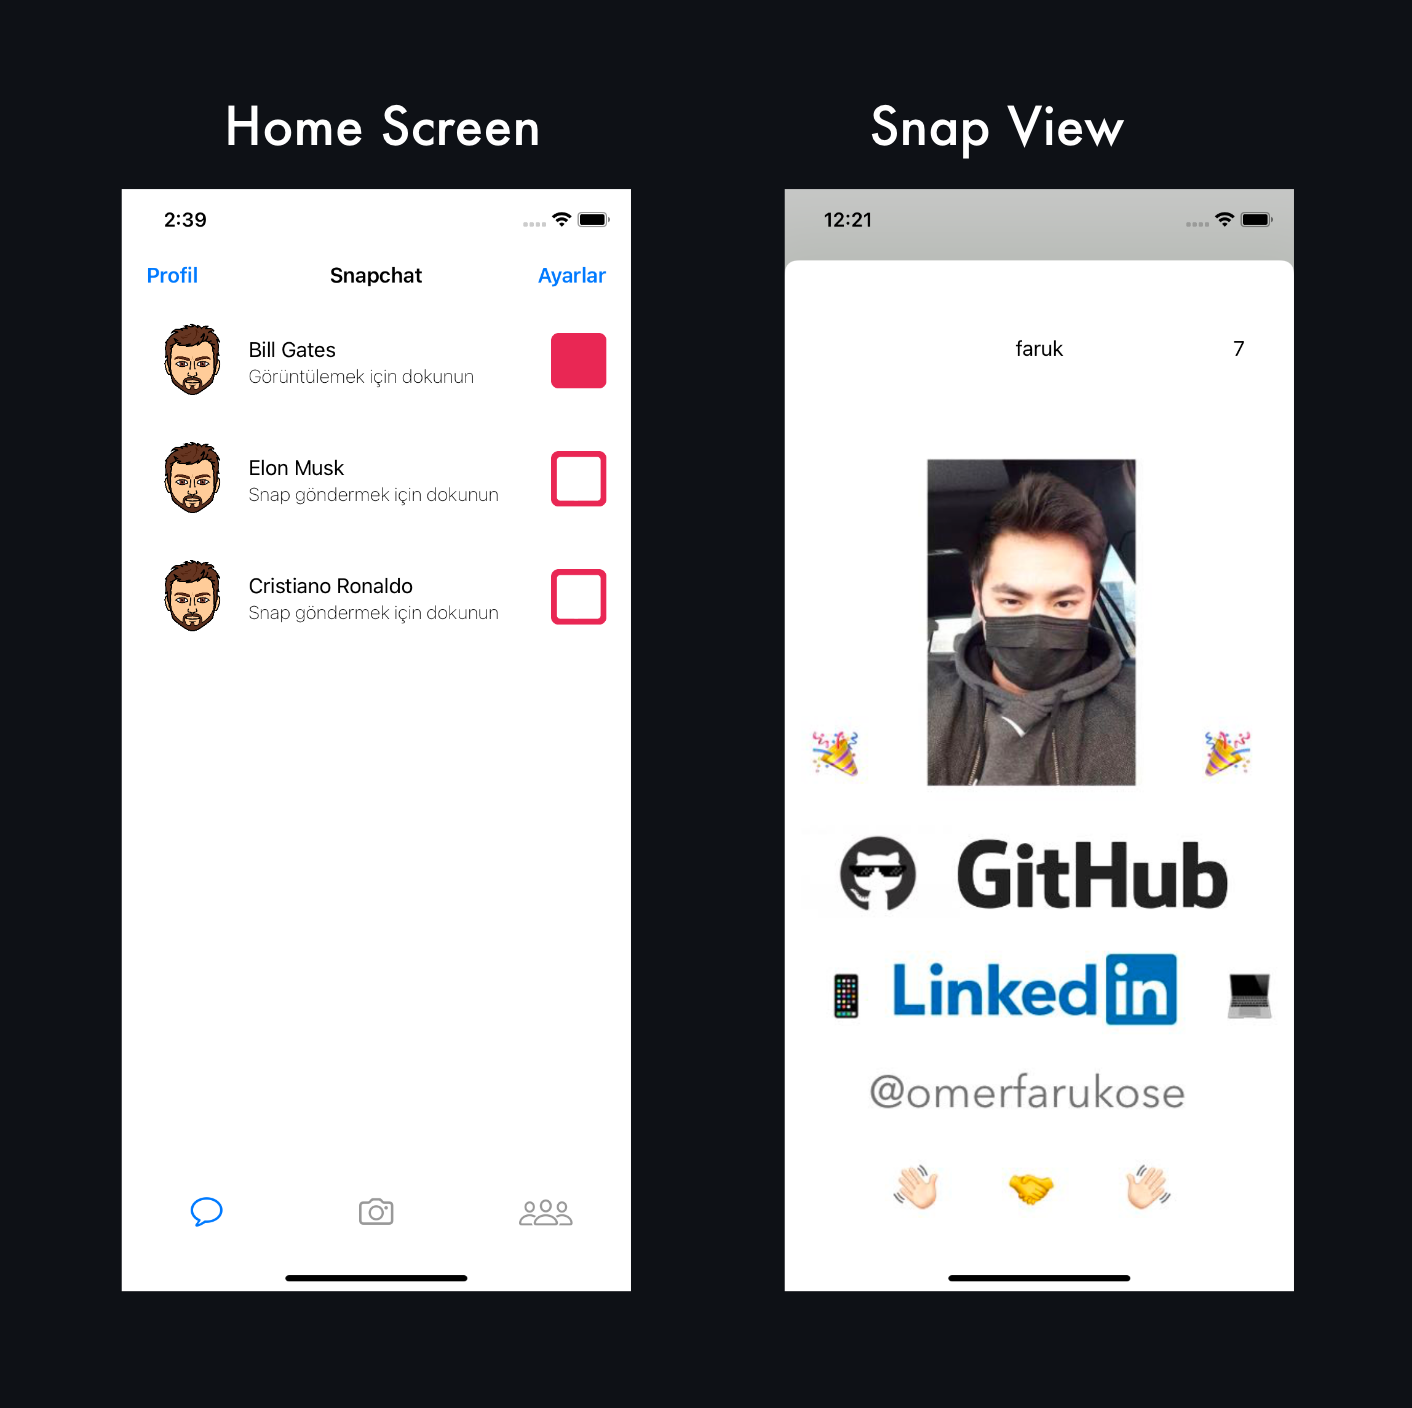 Home Screen
Snap View
2:39
Profil
Snapchat
Ayarlar
Bill Gates
Görüntülemek için dokunun
Elon Musk
Snap göndermek için dokunun
Cristiano Ronaldo
Snap göndermek için dokunun
12:21
faruk
7
GitHub
Linkedin
@omerfarukose